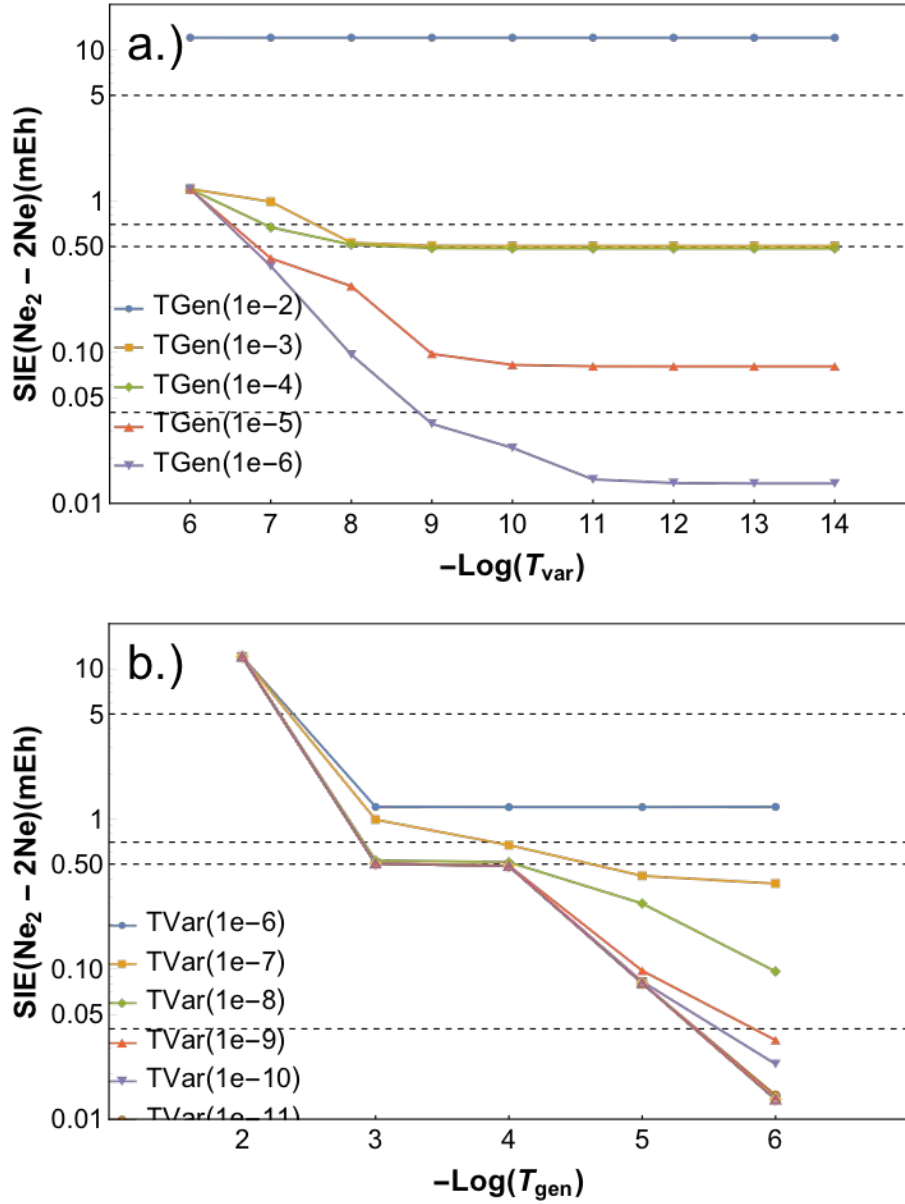 a.)
SIE(Ne₂ − 2Ne)(mEh)
10
5
1
0.50
0.10
0.05
0.01
TGen(1e−2)
TGen(1e−3)
TGen(1e−4)
TGen(1e−5)
TGen(1e−6)
6 7 8 9 10 11 12 13 14
−Log(Tvar)
b.)
SIE(Ne₂ − 2Ne)(mEh)
10
5
1
0.50
0.10
0.05
0.01
TVar(1e−6)
TVar(1e−7)
TVar(1e−8)
TVar(1e−9)
TVar(1e−10)
TVar(1e−11)
2 3 4 5 6
−Log(Tgen)